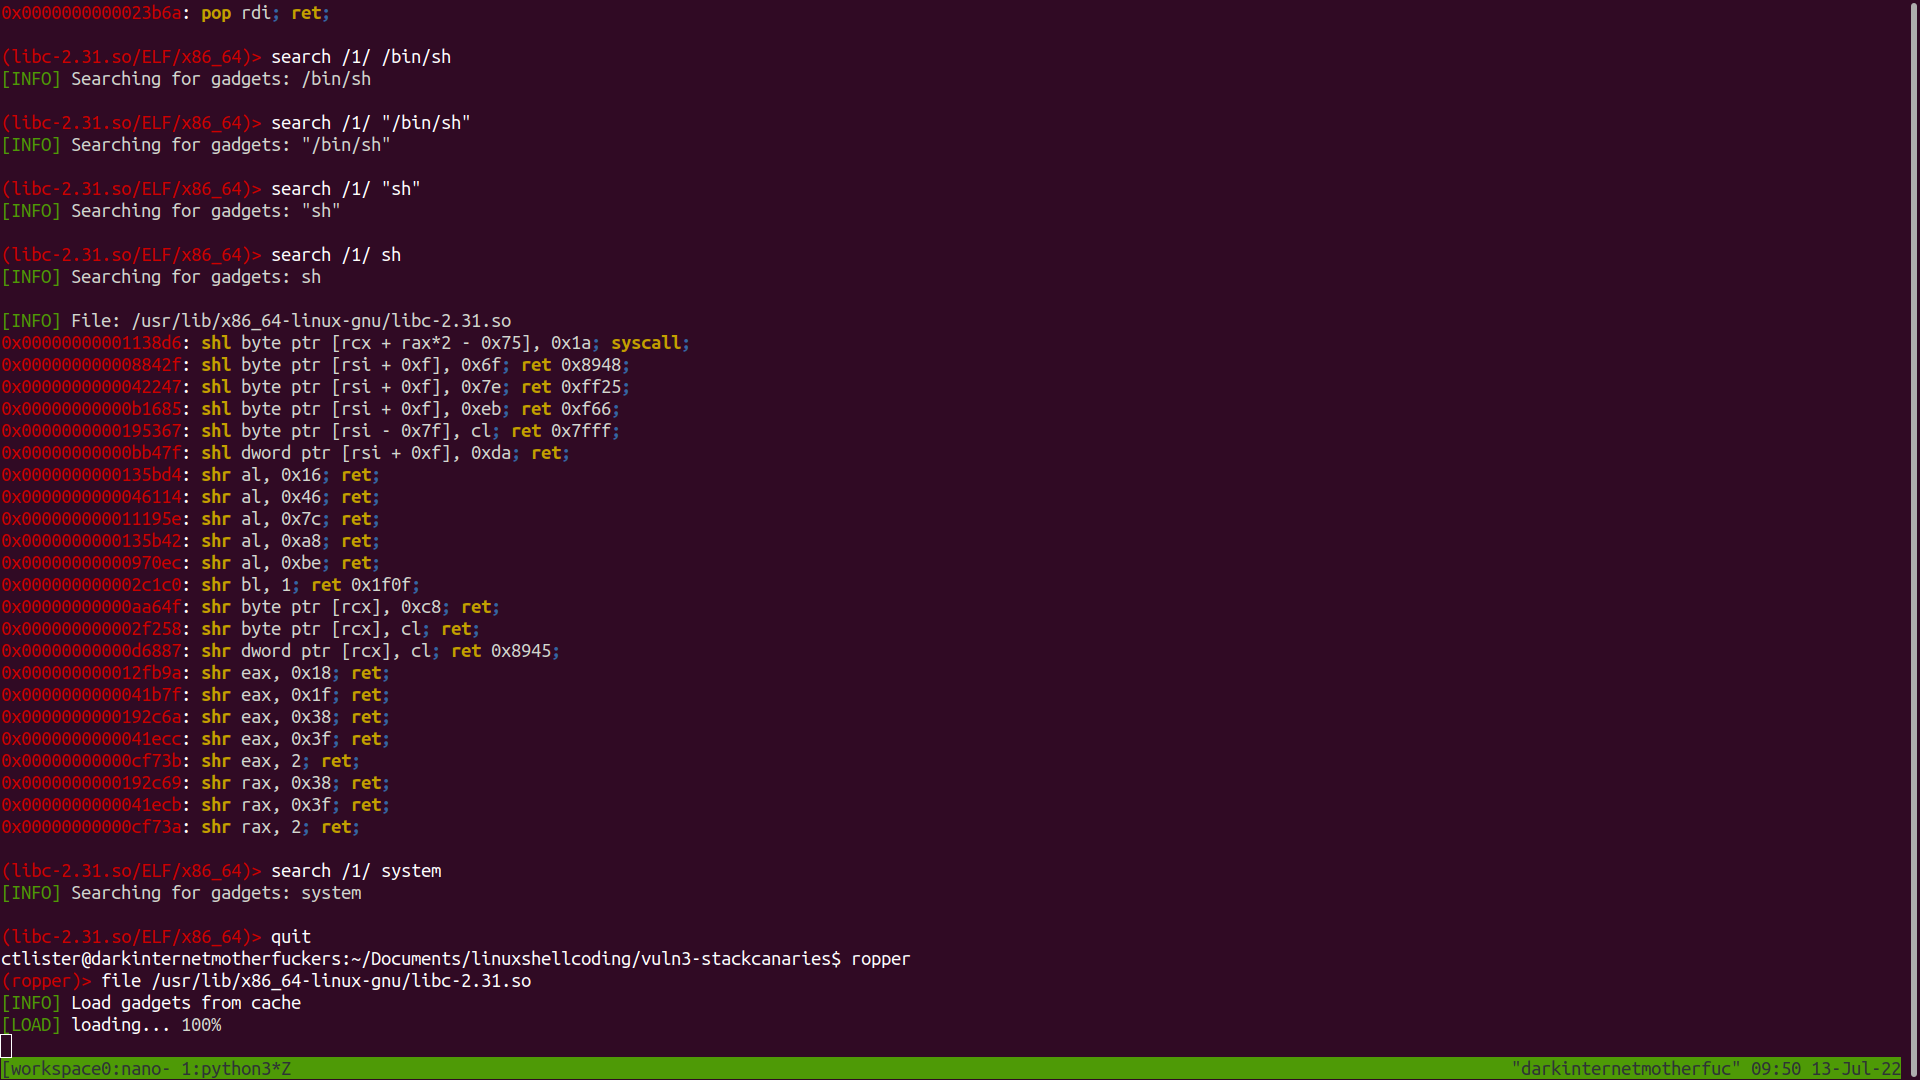 0x0000000000023b6a: pop rdi; ret;
(libc-2.31.so/ELF/x86_64)> search /1/ /bin/sh
[INFO] Searching for gadgets: /bin/sh
(libc-2.31.so/ELF/x86_64)> search /1/ "/bin/sh"
[INFO] Searching for gadgets: "/bin/sh"
(libc-2.31.so/ELF/x86_64)> search /1/ "sh"
[INFO] Searching for gadgets: "sh"
(libc-2.31.so/ELF/x86_64)> search /1/ sh
[INFO] Searching for gadgets: sh
[INFO] File: /usr/lib/x86_64-linux-gnu/libc-2.31.so
0x00000000001138d6: shl byte ptr [rcx + rax*2 - 0x75], 0x1a; syscall;
0x000000000008842f: shl byte ptr [rsi + 0xf], 0x6f; ret 0x8948;
0x0000000000042247: shl byte ptr [rsi + 0xf], 0x7e; ret 0xff25;
0x00000000000b1685: shl byte ptr [rsi + 0xf], 0xeb; ret 0xf66;
0x0000000000195367: shl byte ptr [rsi - 0x7f], cl; ret 0x7fff;
0x00000000000bb47f: shl dword ptr [rsi + 0xf], 0xda; ret;
0x0000000000135bd4: shr al, 0x16; ret;
0x0000000000046114: shr al, 0x46; ret;
0x000000000011195e: shr al, 0x7c; ret;
0x0000000000135b42: shr al, 0xa8; ret;
0x00000000000970ec: shr al, 0xbe; ret;
0x000000000002c1c0: shr bl, 1; ret 0x1f0f;
0x00000000000aa64f: shr byte ptr [rcx], 0xc8; ret;
0x000000000002f258: shr byte ptr [rcx], cl; ret;
0x00000000000d6887: shr dword ptr [rcx], cl; ret 0x8945;
0x000000000012fb9a: shr eax, 0x18; ret;
0x0000000000041b7f: shr eax, 0x1f; ret;
0x0000000000192c6a: shr eax, 0x38; ret;
0x0000000000041ecc: shr eax, 0x3f; ret;
0x00000000000cf73b: shr eax, 2; ret;
0x0000000000192c69: shr rax, 0x38; ret;
0x0000000000041ecb: shr rax, 0x3f; ret;
0x00000000000cf73a: shr rax, 2; ret;
(libc-2.31.so/ELF/x86_64)> search /1/ system
[INFO] Searching for gadgets: system
(libc-2.31.so/ELF/x86_64)> quit
ctlister@darkinternetmotherfuckers:~/Documents/linuxshellcoding/vuln3-stackcanaries$ ropper
(ropper)> file /usr/lib/x86_64-linux-gnu/libc-2.31.so
[INFO] Load gadgets from cache
[LOAD] loading... 100%
[workspace0:nano- 1:python3*Z "darkinternetmotherfuc" 09:50 13-Jul-22